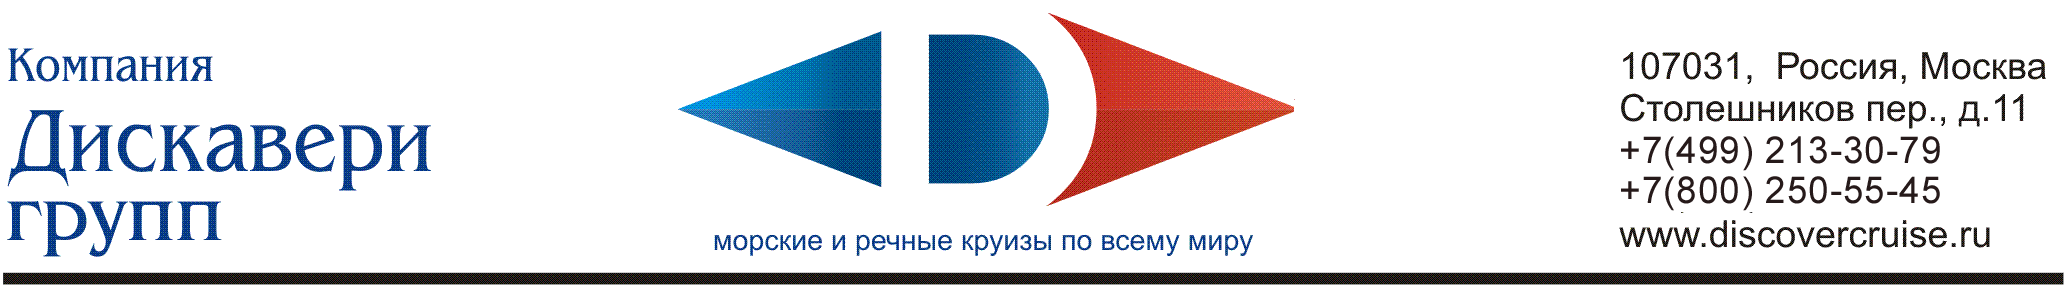 Компания
Дискавери
групп
D
морские и речные круизы по всему миру
107031, Россия, Москва
Столешников пер., д.11
+7(499) 213-30-79
+7(800) 250-55-45
www.discovercruise.ru